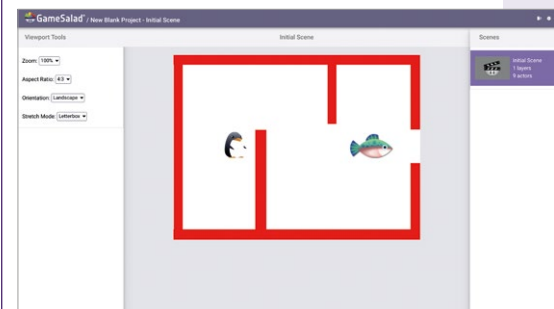 GameSalad® / New Blank Project - Initial Scene
Viewport Tools
Initial Scene
Scenes
Zoom: 100%
Aspect Ratio: 4:3
Orientation: Landscape
Stretch Mode: Letterbox
Initial Scene
1 layers
9 actors